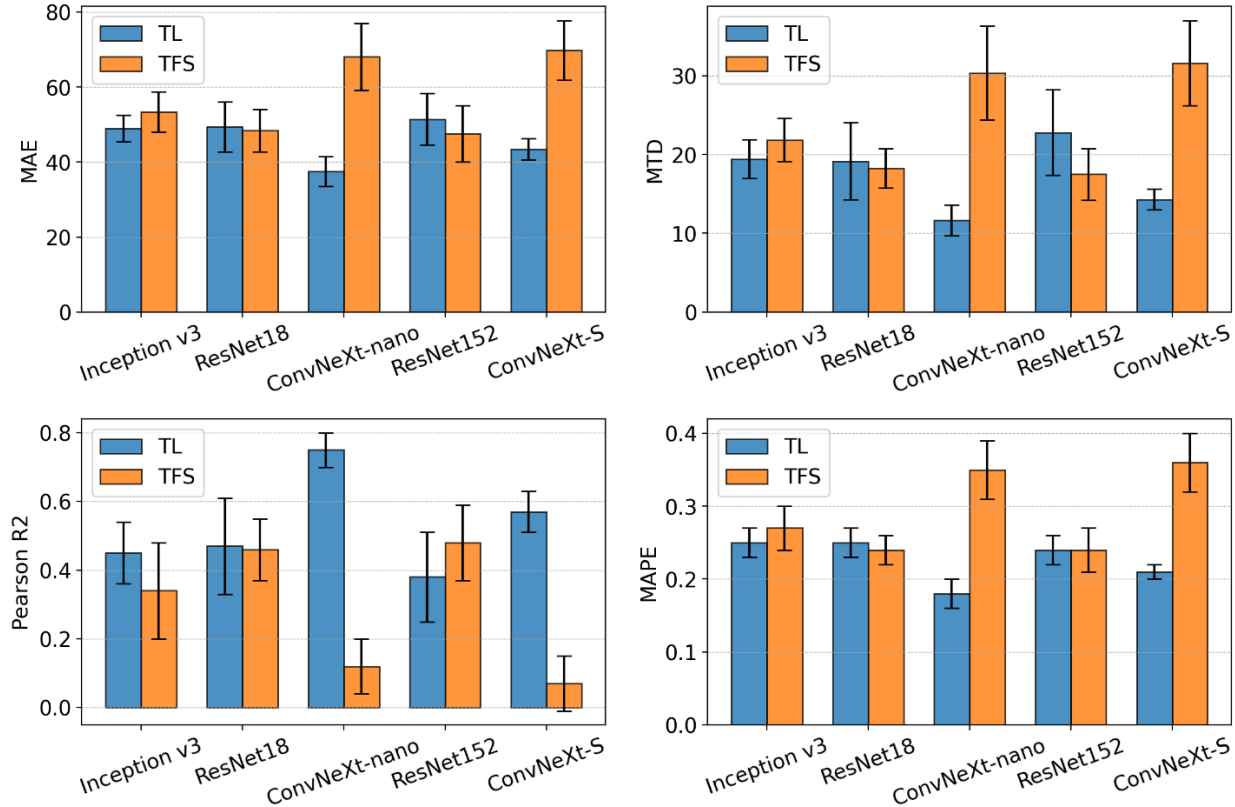 MAE
80
60
40
20
0
TL
TFS
Inception v3
ResNet18
ConvNeXt-nano
ResNet152
ConvNeXt-S
MTD
30
20
10
0
TL
TFS
Inception v3
ResNet18
ConvNeXt-nano
ResNet152
ConvNeXt-S
Pearson R2
0.8
0.6
0.4
0.2
0.0
TL
TFS
Inception v3
ResNet18
ConvNeXt-nano
ResNet152
ConvNeXt-S
MAPE
0.4
0.3
0.2
0.1
0.0
TL
TFS
Inception v3
ResNet18
ConvNeXt-nano
ResNet152
ConvNeXt-S